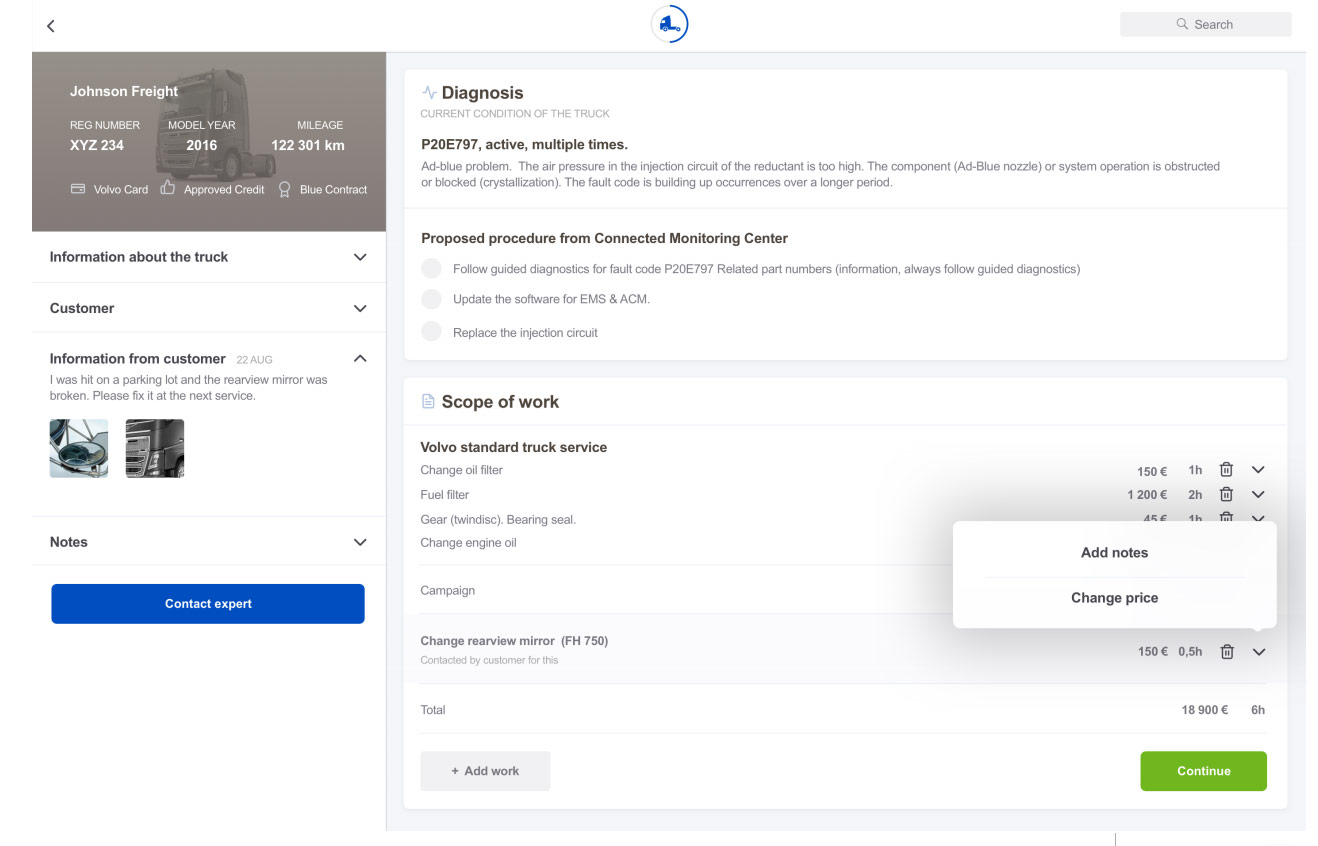 Search
Johnson Freight
REG NUMBER MODEL YEAR MILEAGE
XYZ 234 2016 122 301 km
Volvo Card Approved Credit Blue Contract
Information about the truck
Customer
Information from customer 22 AUG
I was hit on a parking lot and the rearview mirror was
broken. Please fix it at the next service.
Notes
Contact expert
Diagnosis
CURRENT CONDITION OF THE TRUCK
P20E797, active, multiple times.
Ad-blue problem. The air pressure in the injection circuit of the reductant is too high. The component (Ad-Blue nozzle) or system operation is obstructed
or blocked (crystallization). The fault code is building up occurrences over a longer period.
Proposed procedure from Connected Monitoring Center
Follow guided diagnostics for fault code P20E797 Related part numbers (information, always follow guided diagnostics)
Update the software for EMS & ACM.
Replace the injection circuit
Scope of work
Volvo standard truck service
Change oil filter 150 € 1h
Fuel filter 1 200 € 2h
Gear (twindisc). Bearing seal. 45 € 1h
Change engine oil
Add notes
Change price
Campaign
Change rearview mirror (FH 750)
Contacted by customer for this
150 € 0,5h
Total 18 900 € 6h
+ Add work
Continue